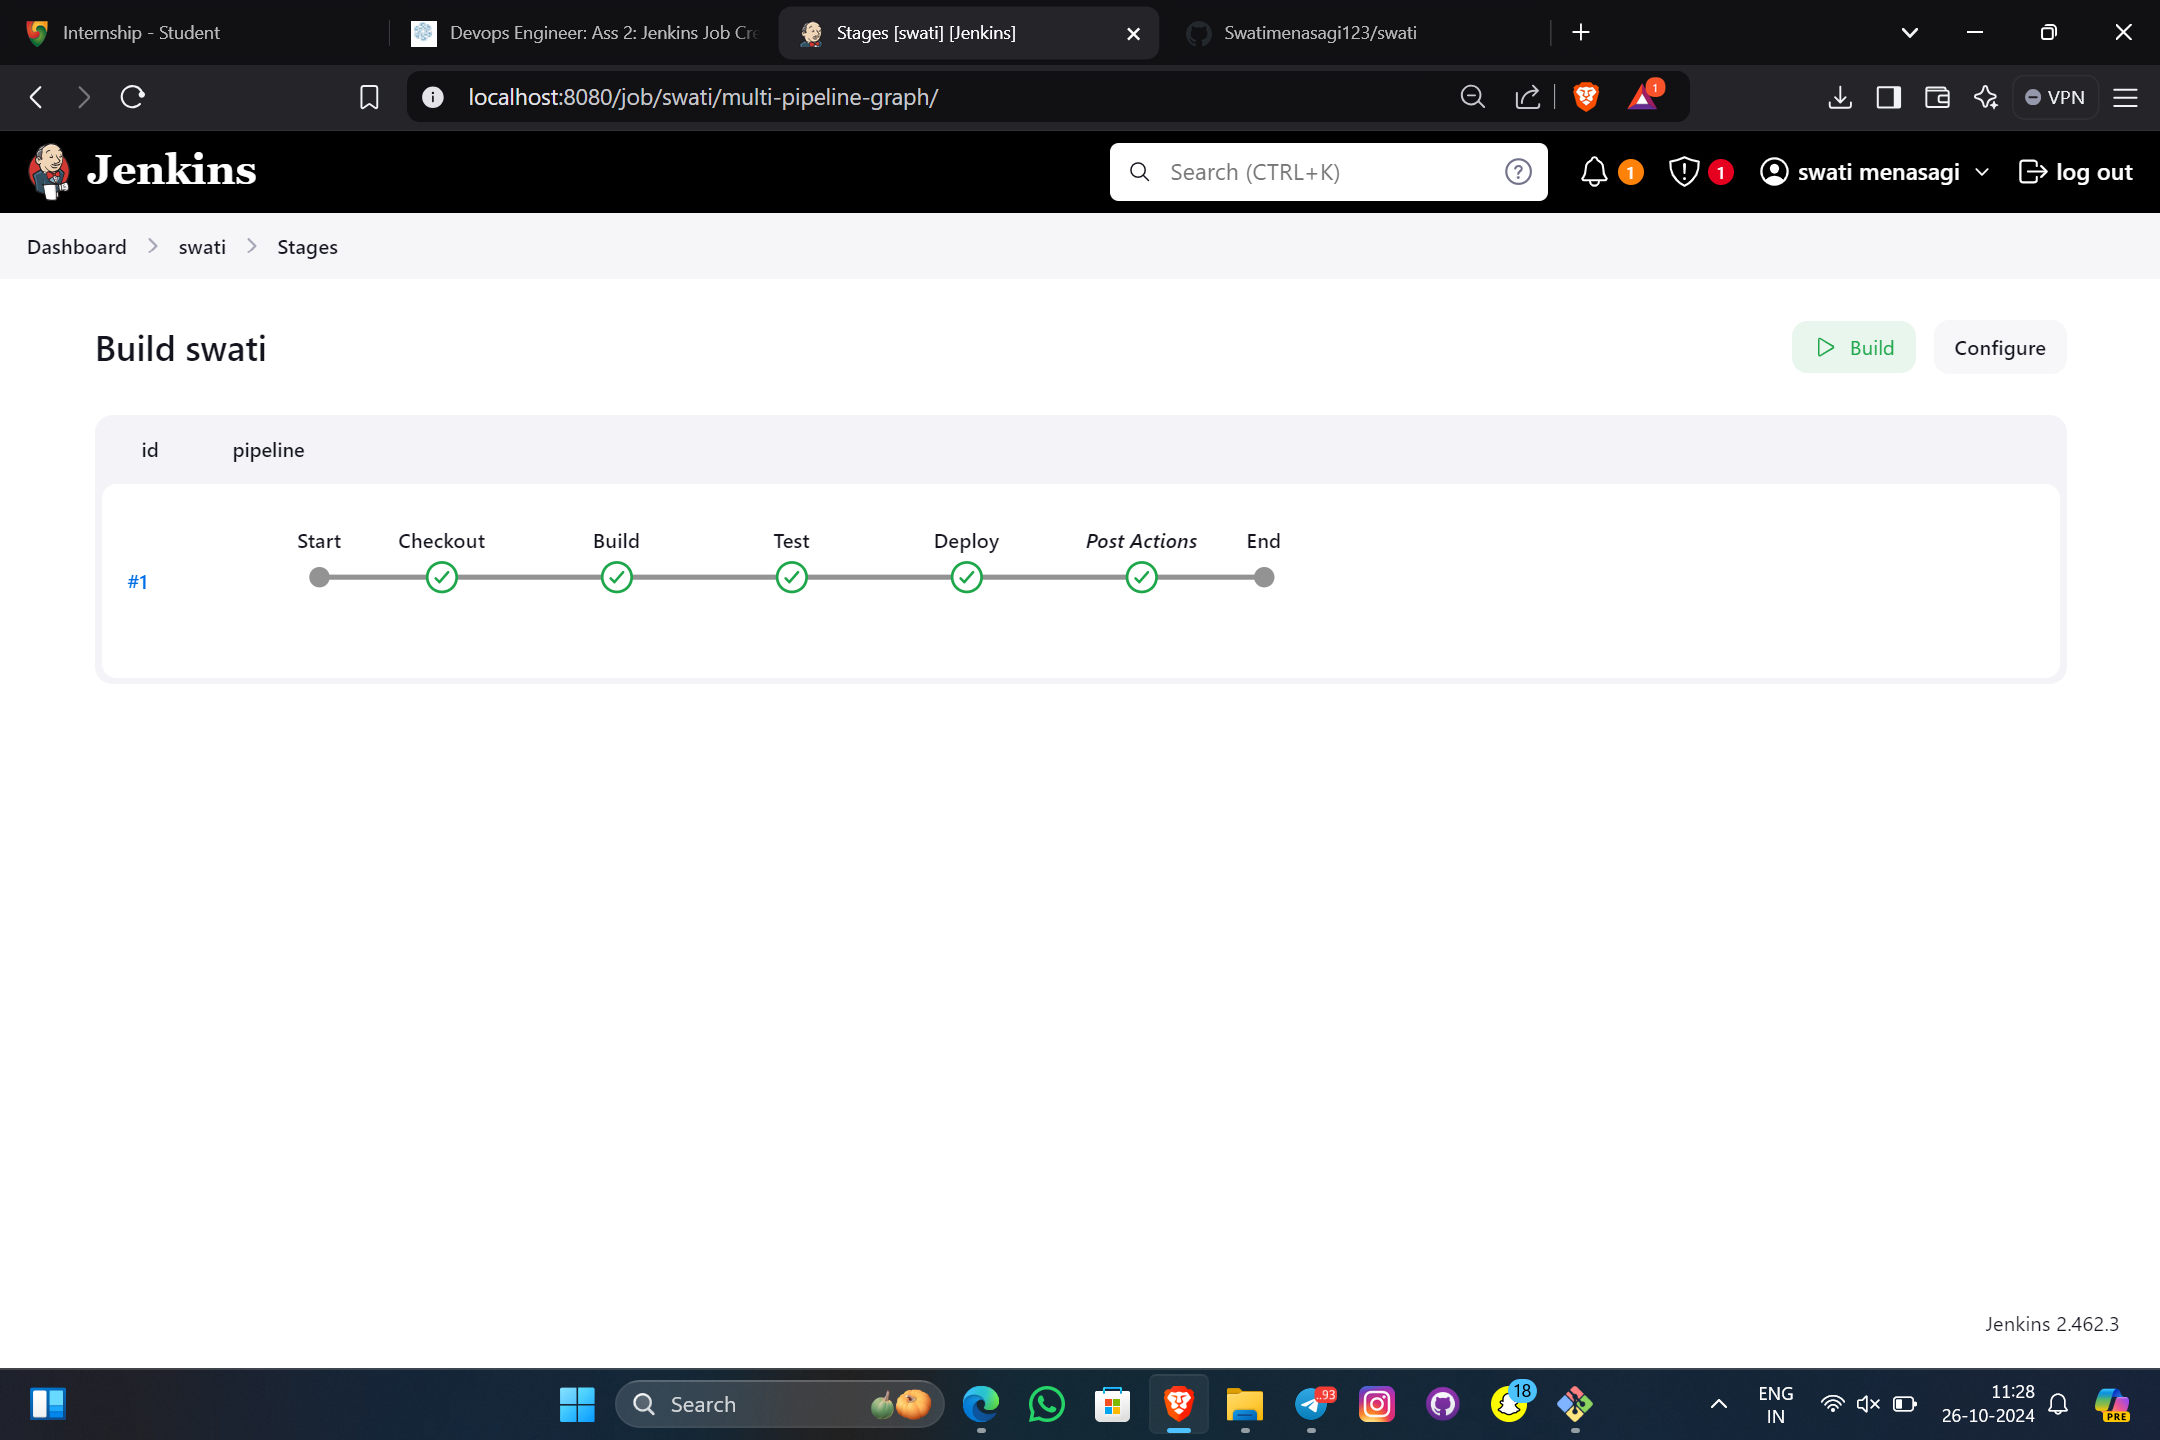 Internship - Student
Devops Engineer: Ass 2: Jenkins Job Cre
Stages [swati] [Jenkins]
Swatimenasagi123/swati
localhost:8080/job/swati/multi-pipeline-graph/
1
VPN
Jenkins
Search (CTRL+K)
?
1
1
swati menasagi
log out
Dashboard
swati
Stages
Build swati
Build
Configure
id
pipeline
Start
Checkout
Build
Test
Deploy
Post Actions
End
#1
Jenkins 2.462.3
Search
..93
18
ENG
IN
11:28
26-10-2024
PRE